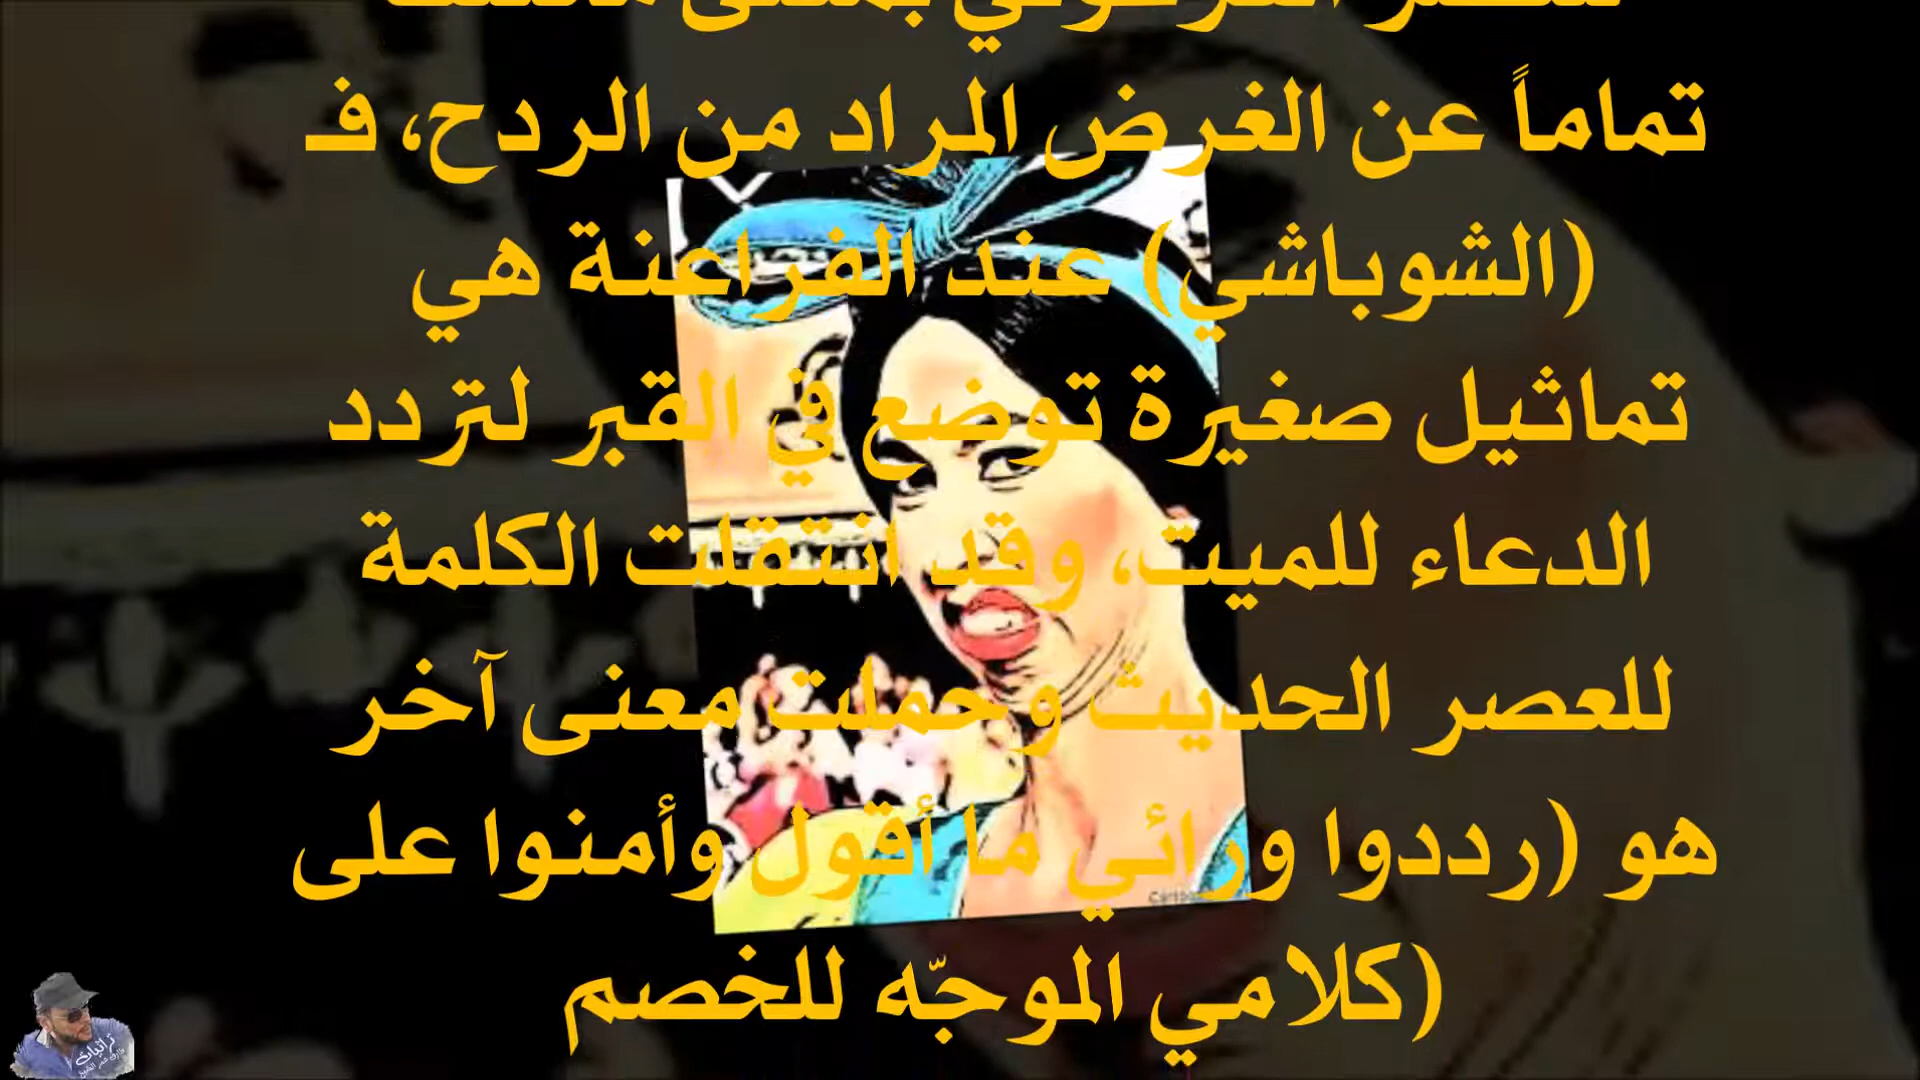 تماماً عن الغرض المراد من الردح، فـ
(الشوباشي) عند الفراعنة هي
تماثيل صغيرة توضع في القبر لتردد
الدعاء للميت، وقد انتقلت الكلمة
للعصر الحديث وحملت معنى آخر
هو (رددوا ورائي ما أقول وأمنوا على
(كلامي الموجّه للخصم
تراثيات